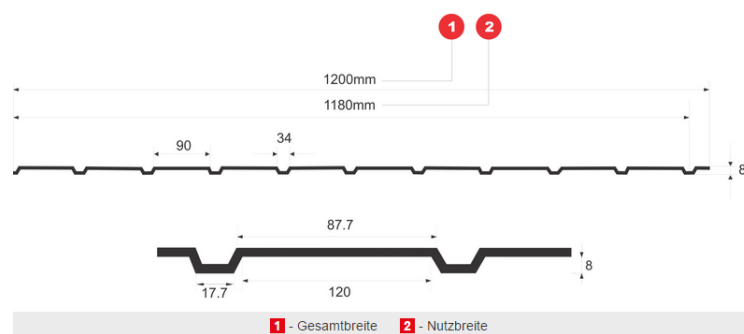 1 2
1200mm
1180mm
90 34
8
87.7
8
17.7 120
1 - Gesamtbreite 2 - Nutzbreite